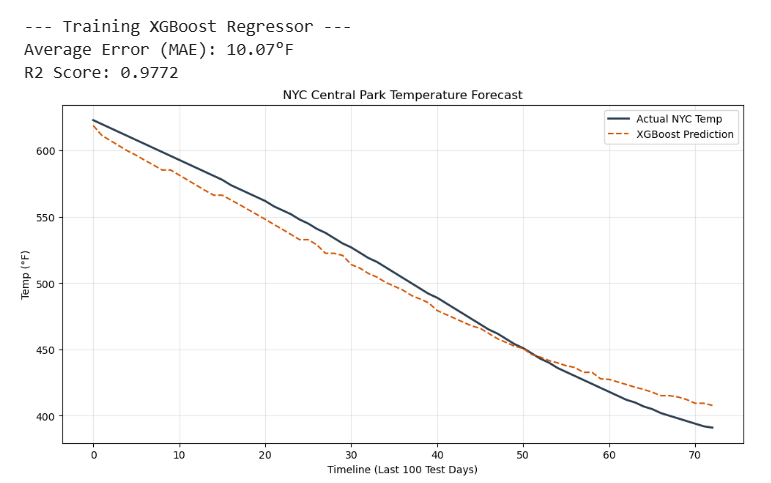 --- Training XGBoost Regressor ---
Average Error (MAE): 10.07°F
R2 Score: 0.9772
NYC Central Park Temperature Forecast
Actual NYC Temp
XGBoost Prediction
600
550
500
450
400
Temp (°F)
0 10 20 30 40 50 60 70
Timeline (Last 100 Test Days)